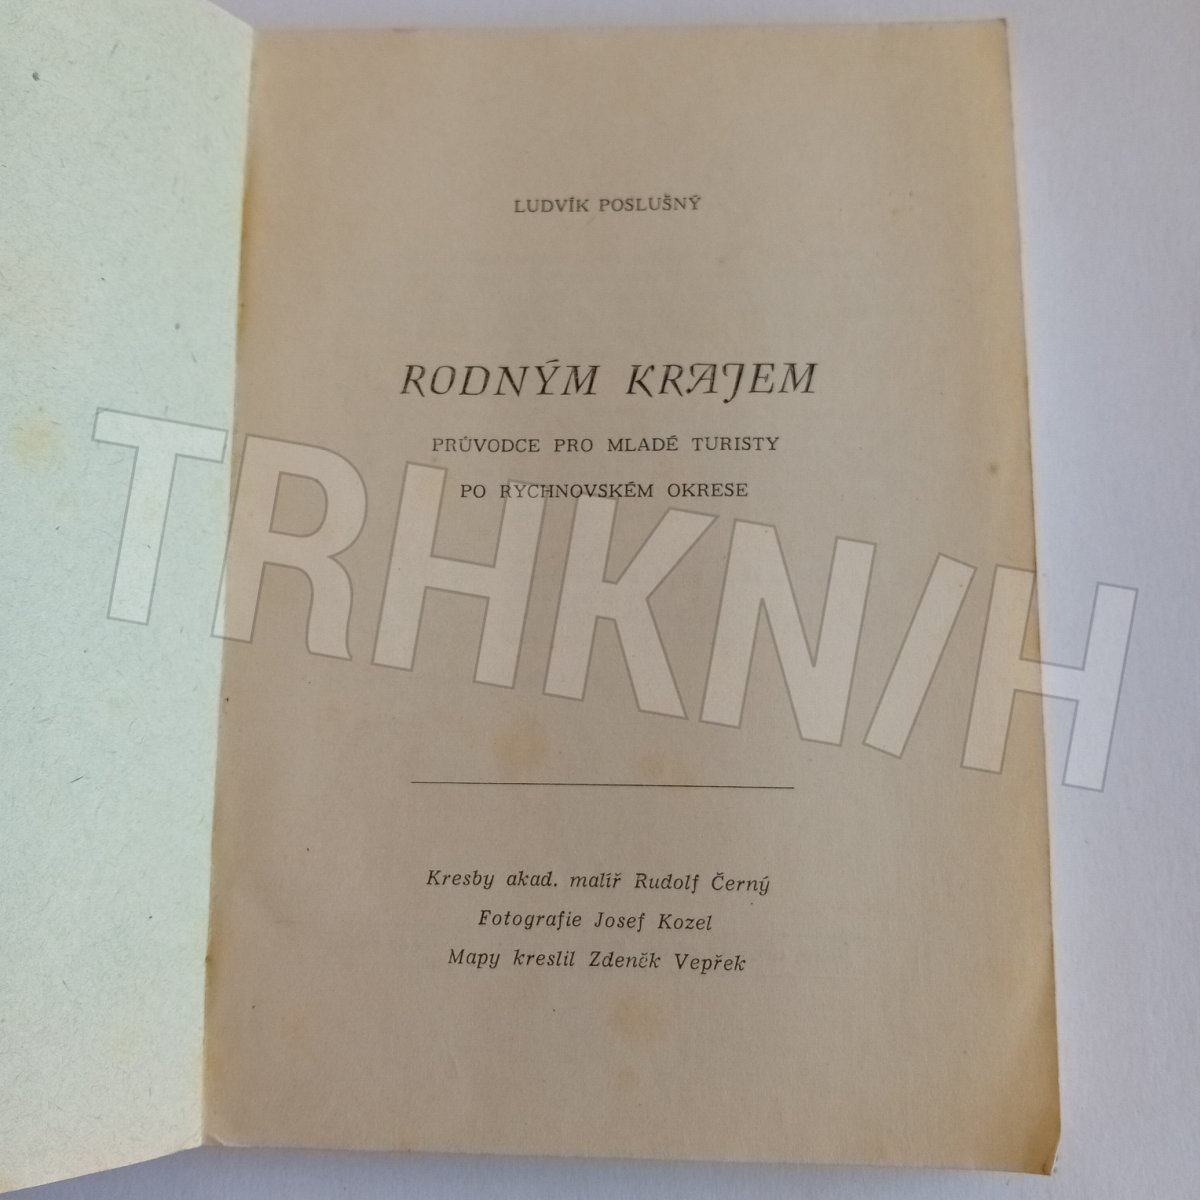 LUDVÍK POSLUŠNÝ
RODNÝM KRAJEM
PRŮVODCE PRO MLADÉ TURISTY
PO RYCHNOVSKÉM OKRESE
TRHKN/H
Kresby akad. malíř Rudolf Černý
Fotografie Josef Kozel
Mapy kreslil Zdeněk Vepřek